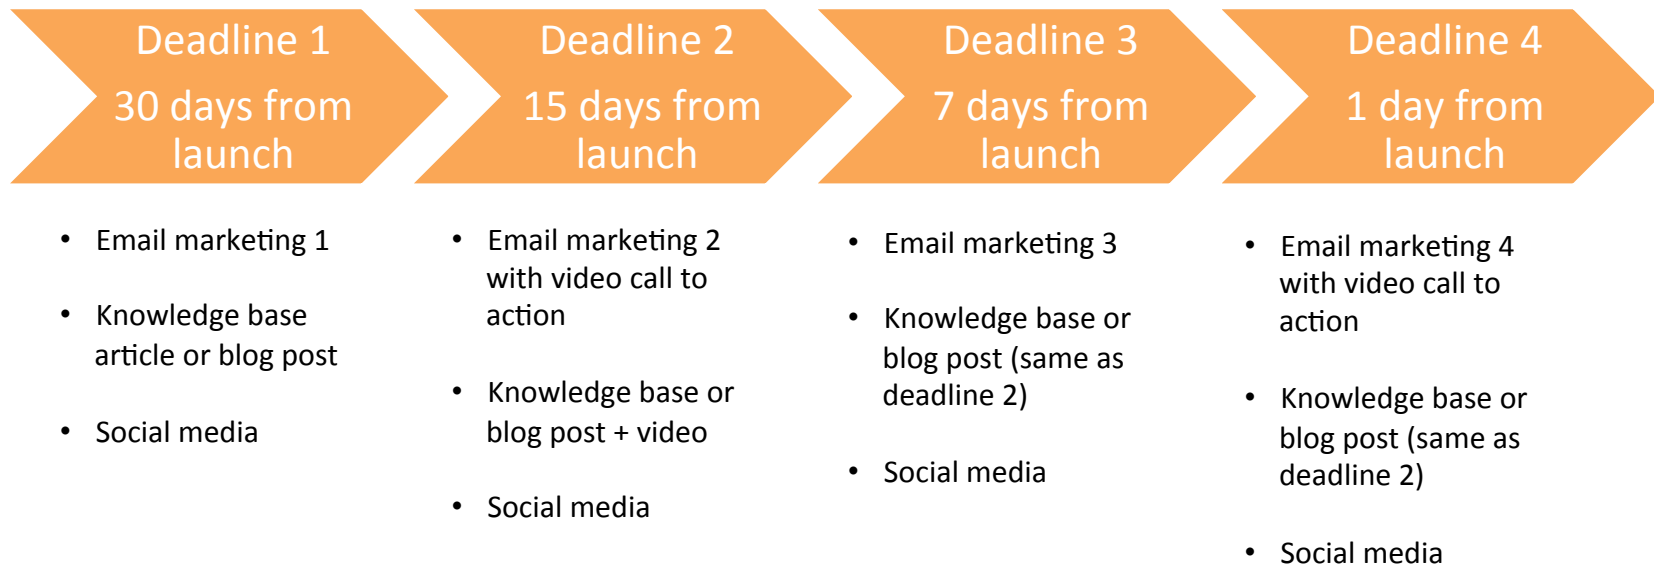 Deadline 1
30 days from
launch
Deadline 2
15 days from
launch
Deadline 3
7 days from
launch
Deadline 4
1 day from
launch
• Email marketing 1
• Knowledge base
article or blog post
• Social media
• Email marketing 2
with video call to
action
• Knowledge base or
blog post + video
• Social media
• Email marketing 3
• Knowledge base or
blog post (same as
deadline 2)
• Social media
• Email marketing 4
with video call to
action
• Knowledge base or
blog post (same as
deadline 2)
• Social media